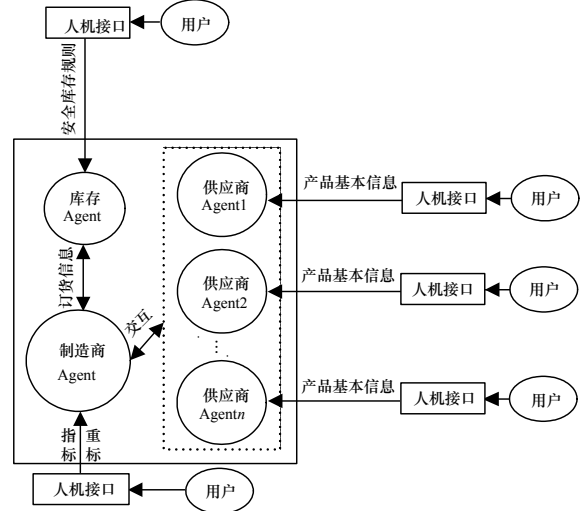 人机接口
用户
安全库存规则
库存
Agent
订货信息
制造商
Agent
交互
供应商
Agent1
产品基本信息
人机接口
用户
供应商
Agent2
产品基本信息
人机接口
用户
⋮
…
供应商
Agentn
产品基本信息
人机接口
用户
指标
重标
人机接口
用户